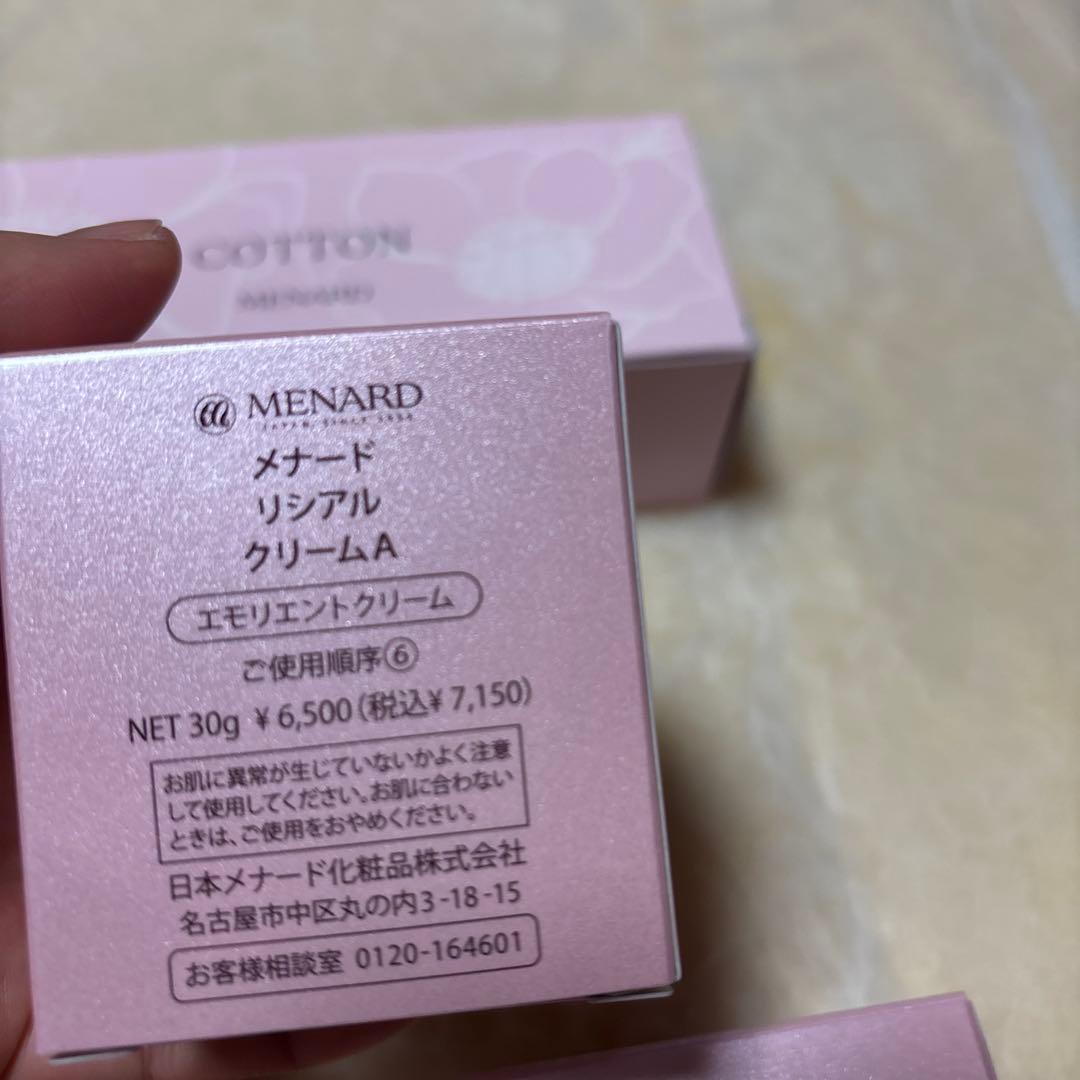 COTTON
MENARD
MENARD
JAPAN, SINCE 1959
メナード
リシアル
クリームA
エモリエントクリーム
ご使用順序⑥
NET 30g ¥6,500(税込¥7,150)
お肌に異常が生じていないかよく注意
して使用してください。お肌に合わない
ときは、ご使用をおやめください。
日本メナード化粧品株式会社
名古屋市中区丸の内3-18-15
お客様相談室 0120-164601